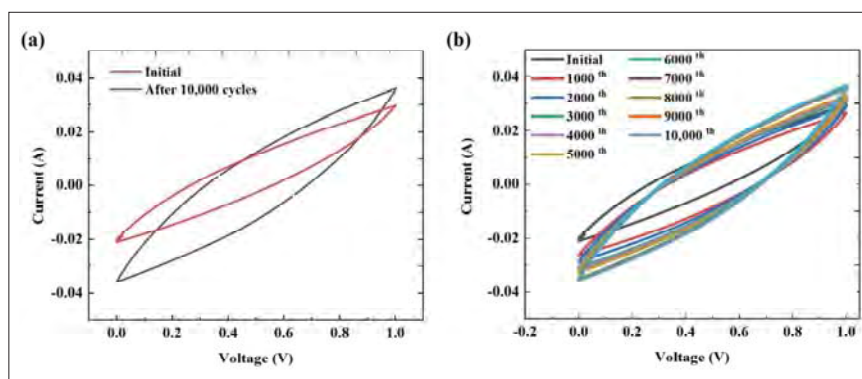 (a)
Initial
After 10,000 cycles
0.04
0.02
0.00
-0.02
-0.04
Current (A)
0.0 0.2 0.4 0.6 0.8 1.0
Voltage (V)
(b)
Initial 6000 th
1000 th 7000 th
2000 th 8000 th
3000 th 9000 th
4000 th 10,000 th
5000 th
0.04
0.02
0.00
-0.02
-0.04
Current (A)
-0.2 0.0 0.2 0.4 0.6 0.8 1.0
Voltage (V)